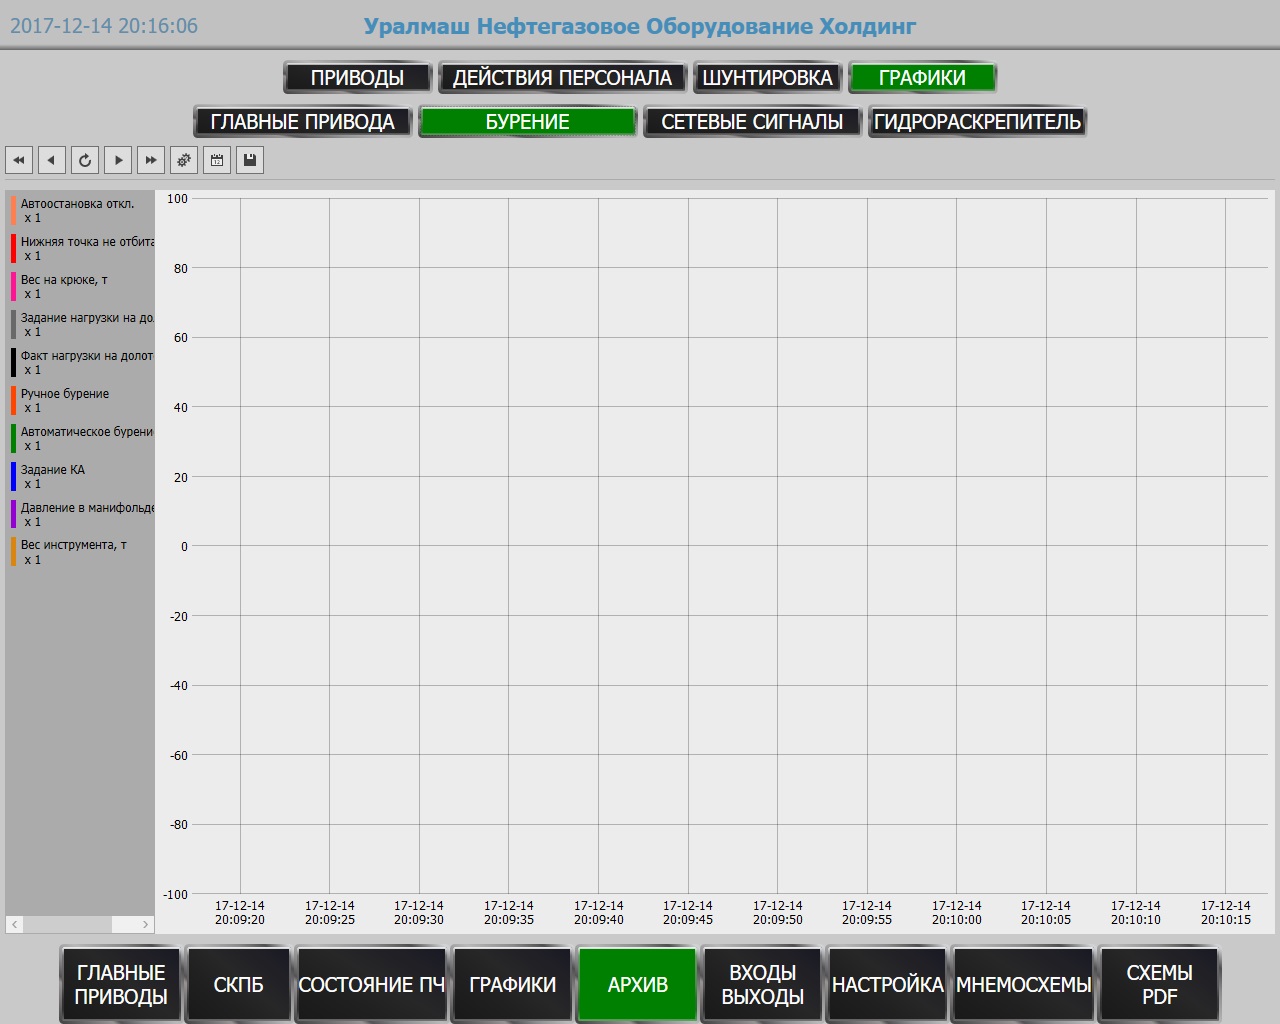 2017-12-14 20:16:06
Уралмаш Нефтегазовое Оборудование Холдинг
ПРИВОДЫ
ДЕЙСТВИЯ ПЕРСОНАЛА
ШУНТИРОВКА
ГРАФИКИ
ГЛАВНЫЕ ПРИВОДА
БУРЕНИЕ
СЕТЕВЫЕ СИГНАЛЫ
ГИДРОРАСКРЕПИТЕЛЬ
12
Автоостановка откл.
x 1
Нижняя точка не отбита
x 1
Вес на крюке, т
x 1
Задание нагрузки на до
x 1
Факт нагрузки на долот
x 1
Ручное бурение
x 1
Автоматическое бурени
x 1
Задание КА
x 1
Давление в манифольде
x 1
Вес инструмента, т
x 1
100
80
60
40
20
0
-20
-40
-60
-80
-100
17-12-14
20:09:20
17-12-14
20:09:25
17-12-14
20:09:30
17-12-14
20:09:35
17-12-14
20:09:40
17-12-14
20:09:45
17-12-14
20:09:50
17-12-14
20:09:55
17-12-14
20:10:00
17-12-14
20:10:05
17-12-14
20:10:10
17-12-14
20:10:15
ГЛАВНЫЕ
ПРИВОДЫ
СКПБ
СОСТОЯНИЕ ПЧ
ГРАФИКИ
АРХИВ
ВХОДЫ
ВЫХОДЫ
НАСТРОЙКА
МНЕМОСХЕМЫ
СХЕМЫ
PDF